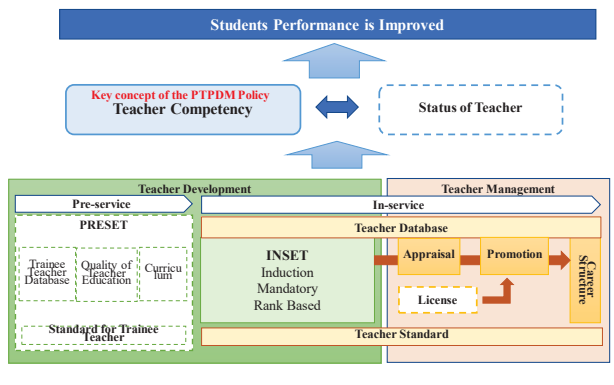 Students Performance is Improved
Key concept of the PTPDM Policy
Teacher Competency
Status of Teacher
Teacher Development
Teacher Management
Pre-service
In-service
PRESET
Teacher Database
Trainee
Teacher
Database
Quality of
Teacher
Education
Curricu
lum
INSET
Induction
Mandatory
Rank Based
Appraisal
Promotion
License
Career
Structure
Standard for Trainee
Teacher
Teacher Standard